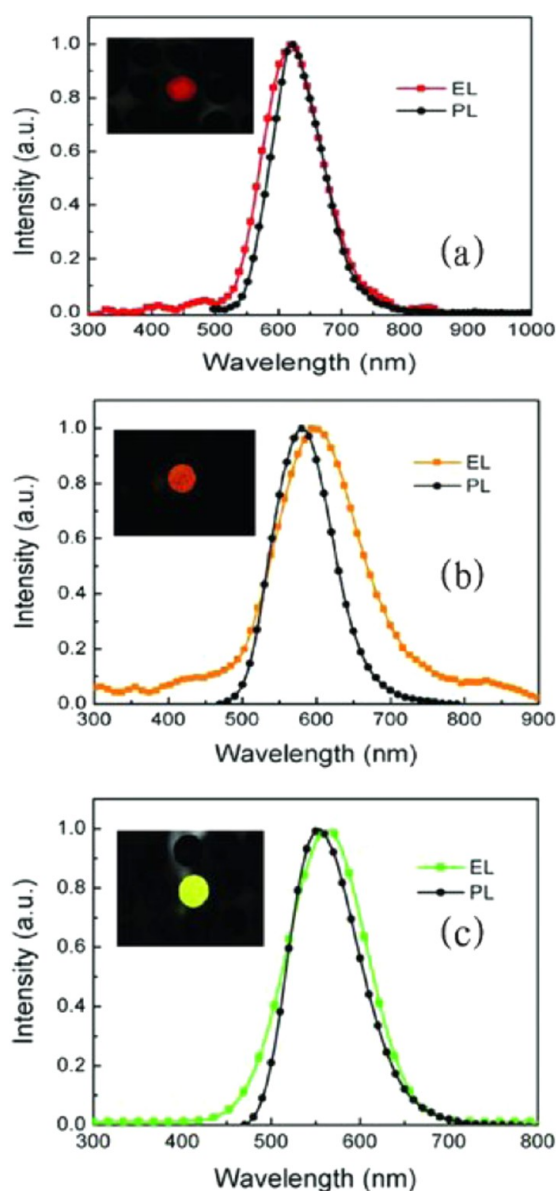 1.0
0.8
0.6
0.4
0.2
0.0
Intensity (a.u.)
EL
PL
(a)
300 400 500 600 700 800 900 1000
Wavelength (nm)
1.0
0.8
0.6
0.4
0.2
0.0
Intensity (a.u.)
EL
PL
(b)
300 400 500 600 700 800 900
Wavelength (nm)
1.0
0.8
0.6
0.4
0.2
0.0
Intensity (a.u.)
EL
PL
(c)
300 400 500 600 700 800
Wavelength (nm)